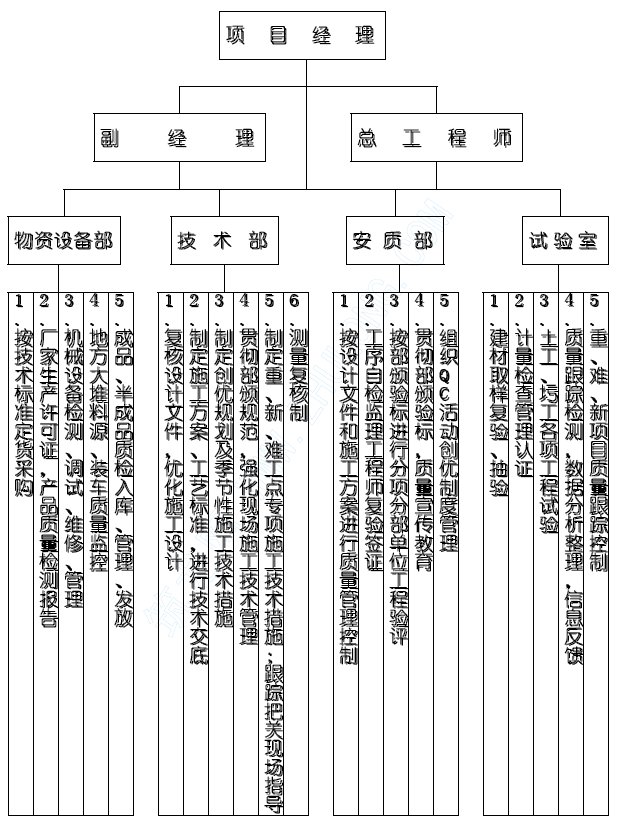 项目经理
副经理
总工程师
物资设备部
技术部
安质部
试验室
1、按技术标准定货采购
2、厂家生产许可证，产品质量检测报告
3、机械设备检测、调试、维修、管理
4、地方大堆料源、装车质量监控
5、成品、半成品质检入库、管理、发放
1、复核设计文件，优化施工设计
2、制定施工方案、工艺标准，进行技术交底
3、制定创优规划及季节性施工技术措施
4、贯彻部颁规范，强化现场施工技术管理
5、制定重、新、难工点专项施工技术措施；跟踪把关现场指导
6、测量复核制
1、按设计文件和施工方案进行质量管理控制
2、工序自检监理工程师复验签证
3、按部颁验标进行分项分部单位工程验评
4、贯彻部颁验标，质量宣传教育
5、组织QC活动创优制度管理
1、建材取样复验、抽验
2、计量检查管理认证
3、土工、圬工各项工程试验
4、质量跟踪检测，数据分析整理，信息反馈
5、重、难、新项目质量跟踪控制